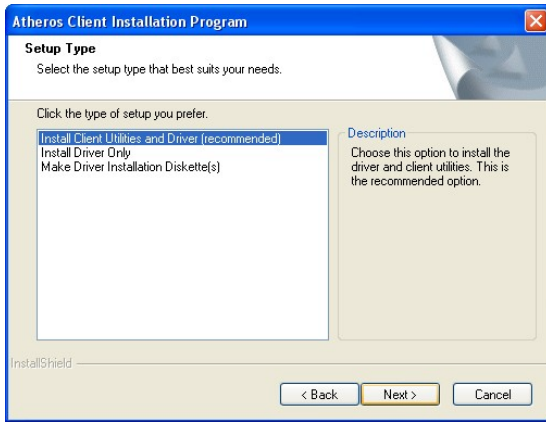 Atheros Client Installation Program
Setup Type
Select the setup type that best suits your needs.
Click the type of setup you prefer.
Install Client Utilities and Driver (recommended)
Install Driver Only
Make Driver Installation Diskette(s)
Description
Choose this option to install the
driver and client utilities. This is
the recommended option.
InstallShield
< Back
Next >
Cancel